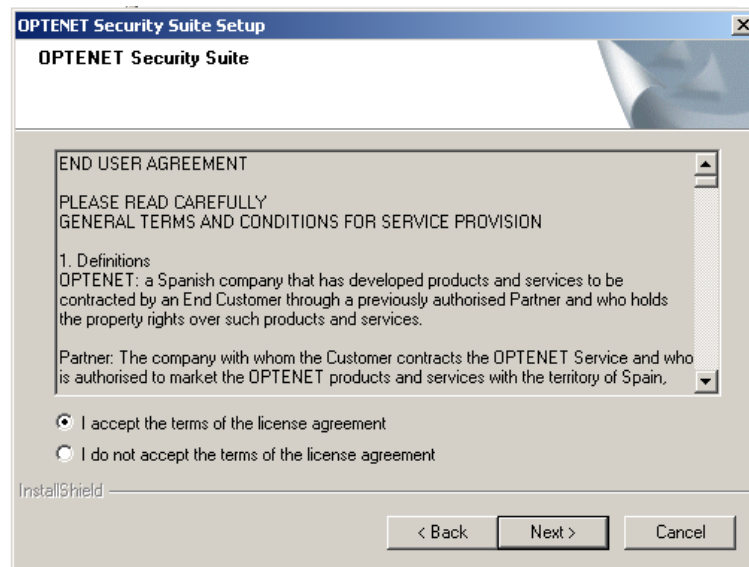 OPTENET Security Suite Setup
OPTENET Security Suite
END USER AGREEMENT
PLEASE READ CAREFULLY
GENERAL TERMS AND CONDITIONS FOR SERVICE PROVISION
1. Definitions
OPTENET: a Spanish company that has developed products and services to be
contracted by an End Customer through a previously authorised Partner and who holds
the property rights over such products and services.
Partner: The company with whom the Customer contracts the OPTENET Service and who
is authorised to market the OPTENET products and services with the territory of Spain,
I accept the terms of the license agreement
I do not accept the terms of the license agreement
InstallShield
< Back Next > Cancel